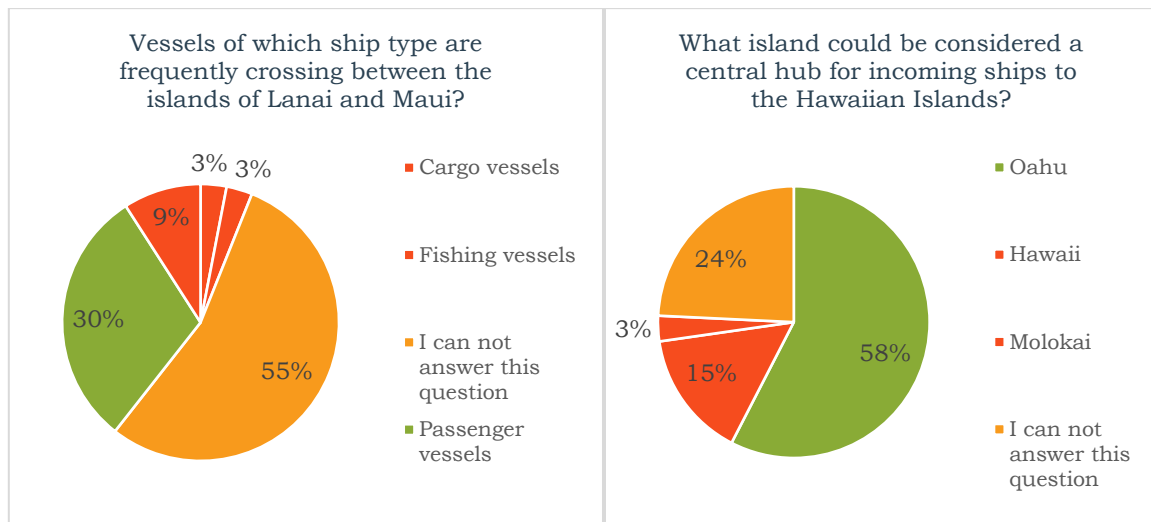 Vessels of which ship type are
frequently crossing between the
islands of Lanai and Maui?
3%
3%
9%
30%
55%
Cargo vessels
Fishing vessels
I can not
answer this
question
Passenger
vessels
What island could be considered a
central hub for incoming ships to
the Hawaiian Islands?
24%
3%
15%
58%
Oahu
Hawaii
Molokai
I can not
answer this
question